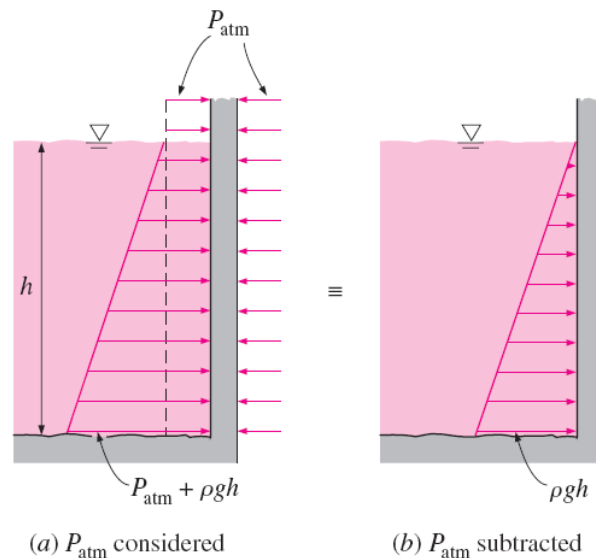 P_atm
h
≡
P_atm + ρgh
ρgh
(a) P_atm considered
(b) P_atm subtracted